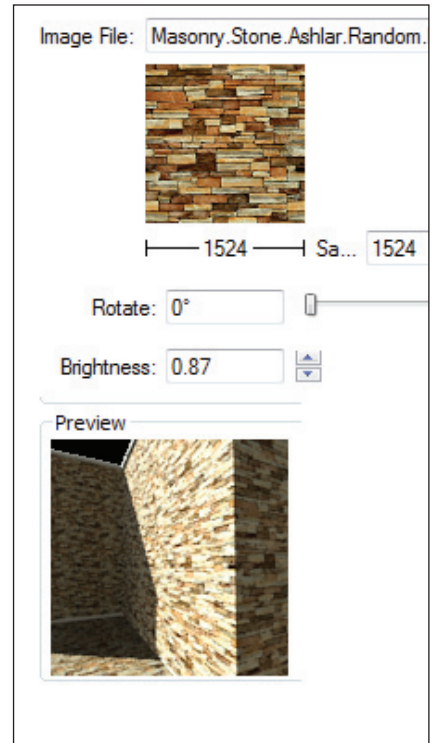 Image File: Masonry.Stone.Ashlar.Random.
1524 Sa... 1524
Rotate: 0°
Brightness: 0.87
Preview